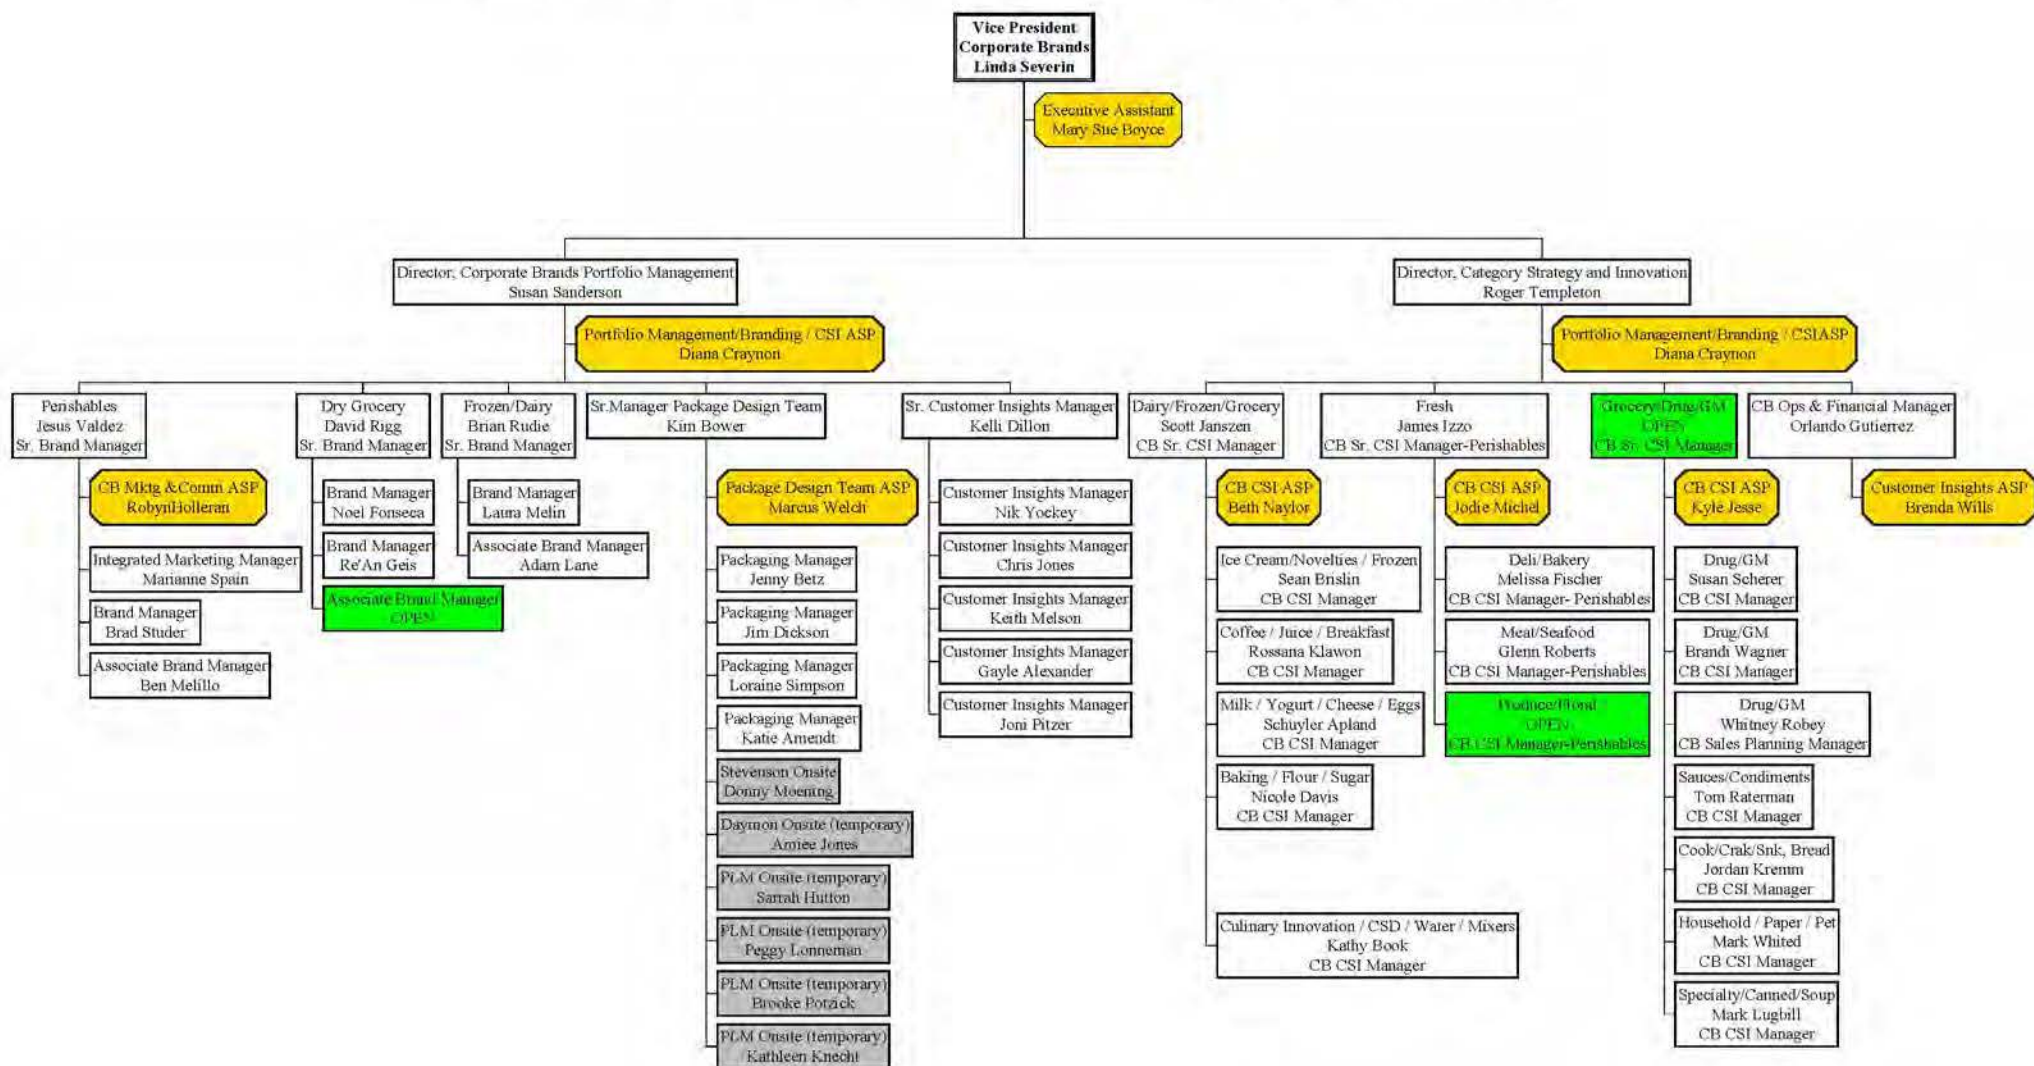 Vice President
Corporate Brands
Linda Severin
Executive Assistant
Mary Sue Boyce
Director, Corporate Brands Portfolio Management
Susan Sanderson
Portfolio Management/Branding / CSI ASP
Diana Craynon
Perishables
Jesus Valdez
Sr. Brand Manager
CB Mktg &Comm ASP
RobynHolleran
Integrated Marketing Manager
Marianne Spain
Brand Manager
Brad Studer
Associate Brand Manager
Ben Melillo
Dry Grocery
David Rigg
Sr. Brand Manager
Brand Manager
Noel Fonseca
Brand Manager
Re'An Geis
Associate Brand Manager
OPEN
Frozen/Dairy
Brian Rudie
Sr. Brand Manager
Brand Manager
Laura Melin
Associate Brand Manager
Adam Lane
Sr.Manager Package Design Team
Kim Bower
Package Design Team ASP
Marcus Welch
Packaging Manager
Jenny Betz
Packaging Manager
Jim Dickson
Packaging Manager
Loraine Simpson
Packaging Manager
Katie Amendt
Stevenson Onsite
Donny Moening
Daymon Onsite (temporary)
Aimee Jones
PLM Onsite (temporary)
Sarrah Hutton
PLM Onsite (temporary)
Peggy Lonneman
PLM Onsite (temporary)
Brooke Potzick
PLM Onsite (temporary)
Kathleen Knecht
Sr. Customer Insights Manager
Kelli Dillon
Customer Insights Manager
Nik Yockey
Customer Insights Manager
Chris Jones
Customer Insights Manager
Keith Melson
Customer Insights Manager
Gayle Alexander
Customer Insights Manager
Joni Pitzer
Director, Category Strategy and Innovation
Roger Templeton
Portfolio Management/Branding / CSIASP
Diana Craynon
Dairy/Frozen/Grocery
Scott Janszen
CB Sr. CSI Manager
CB CSI ASP
Beth Naylor
Ice Cream/Novelties / Frozen
Sean Brislin
CB CSI Manager
Coffee / Juice / Breakfast
Rossana Klawon
CB CSI Manager
Milk / Yogurt / Cheese / Eggs
Schuyler Apland
CB CSI Manager
Baking / Flour / Sugar
Nicole Davis
CB CSI Manager
Culinary Innovation / CSD / Water / Mixers
Kathy Book
CB CSI Manager
Fresh
James Izzo
CB Sr. CSI Manager-Perishables
CB CSI ASP
Jodie Michel
Deli/Bakery
Melissa Fischer
CB CSI Manager- Perishables
Meat/Seafood
Glenn Roberts
CB CSI Manager-Perishables
Produce/Floral
OPEN
CB CSI Manager-Perishables
Grocery/Drug/GM
OPEN
CB Sr. CSI Manager
CB CSI ASP
Kyle Jesse
Drug/GM
Susan Scherer
CB CSI Manager
Drug/GM
Brandi Wagner
CB CSI Manager
Drug/GM
Whitney Robey
CB Sales Planning Manager
Sauces/Condiments
Tom Raterman
CB CSI Manager
Cook/Crak/Snk, Bread
Jordan Kremm
CB CSI Manager
Household / Paper / Pet
Mark Whited
CB CSI Manager
Specialty/Canned/Soup
Mark Lugbill
CB CSI Manager
CB Ops & Financial Manager
Orlando Gutierrez
Customer Insights ASP
Brenda Wills